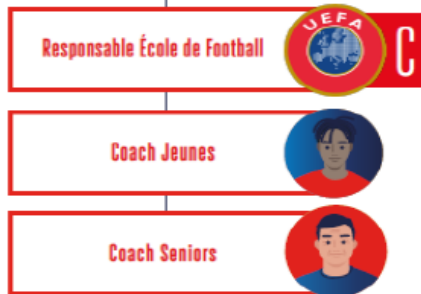 Responsable École de Football
UEFA
C
Coach Jeunes
Coach Seniors